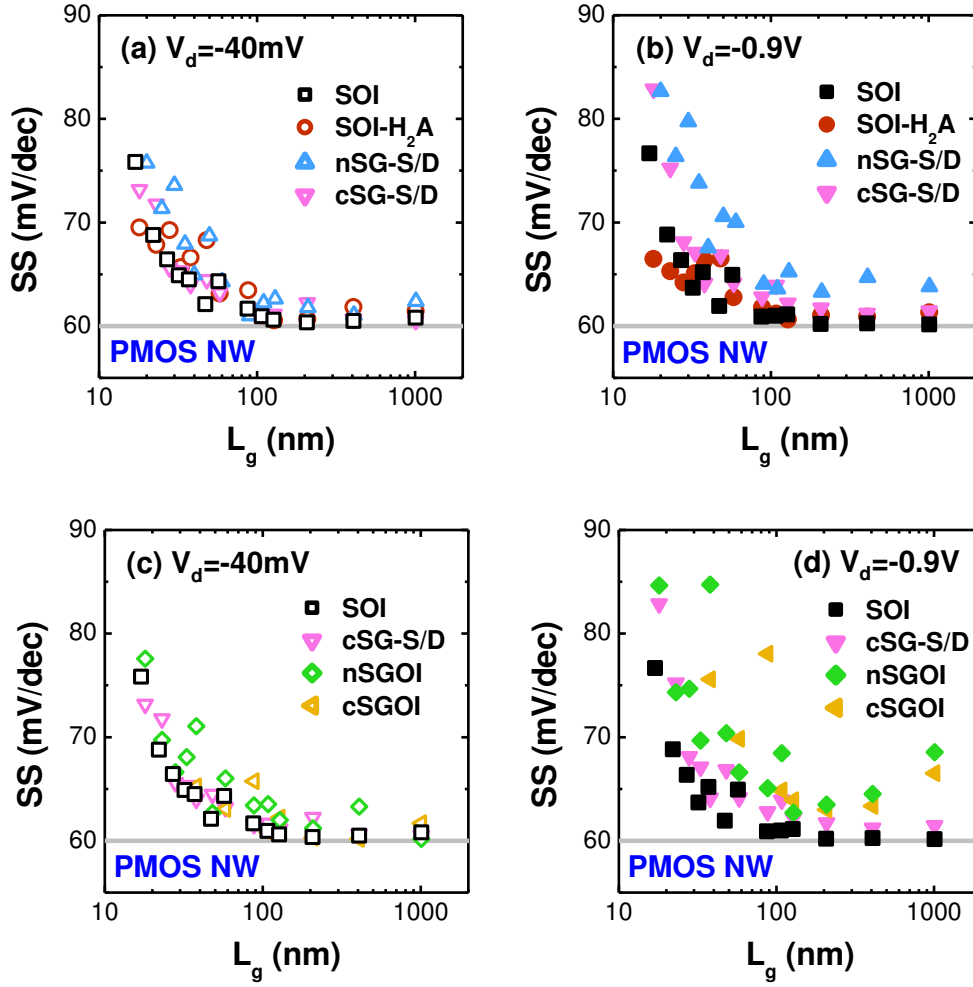 (a) V_d=-40mV
SS (mV/dec)
90
80
70
60
SOI
SOI-H_2A
nSG-S/D
cSG-S/D
PMOS NW
10
100
1000
L_g (nm)
(b) V_d=-0.9V
SS (mV/dec)
90
80
70
60
SOI
SOI-H_2A
nSG-S/D
cSG-S/D
PMOS NW
10
100
1000
L_g (nm)
(c) V_d=-40mV
SS (mV/dec)
90
80
70
60
SOI
cSG-S/D
nSGOI
cSGOI
PMOS NW
10
100
1000
L_g (nm)
(d) V_d=-0.9V
SS (mV/dec)
90
80
70
60
SOI
cSG-S/D
nSGOI
cSGOI
PMOS NW
10
100
1000
L_g (nm)